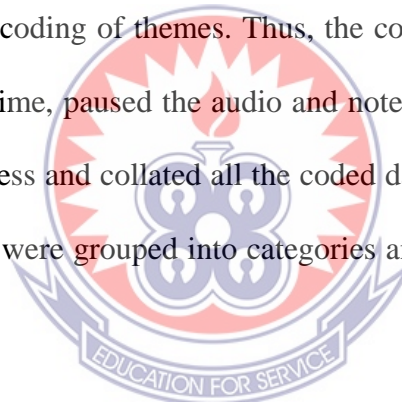 coding of themes. Thus, the co
ime, paused the audio and note
ess and collated all the coded d
were grouped into categories a
EDUCATION FOR SERVICE